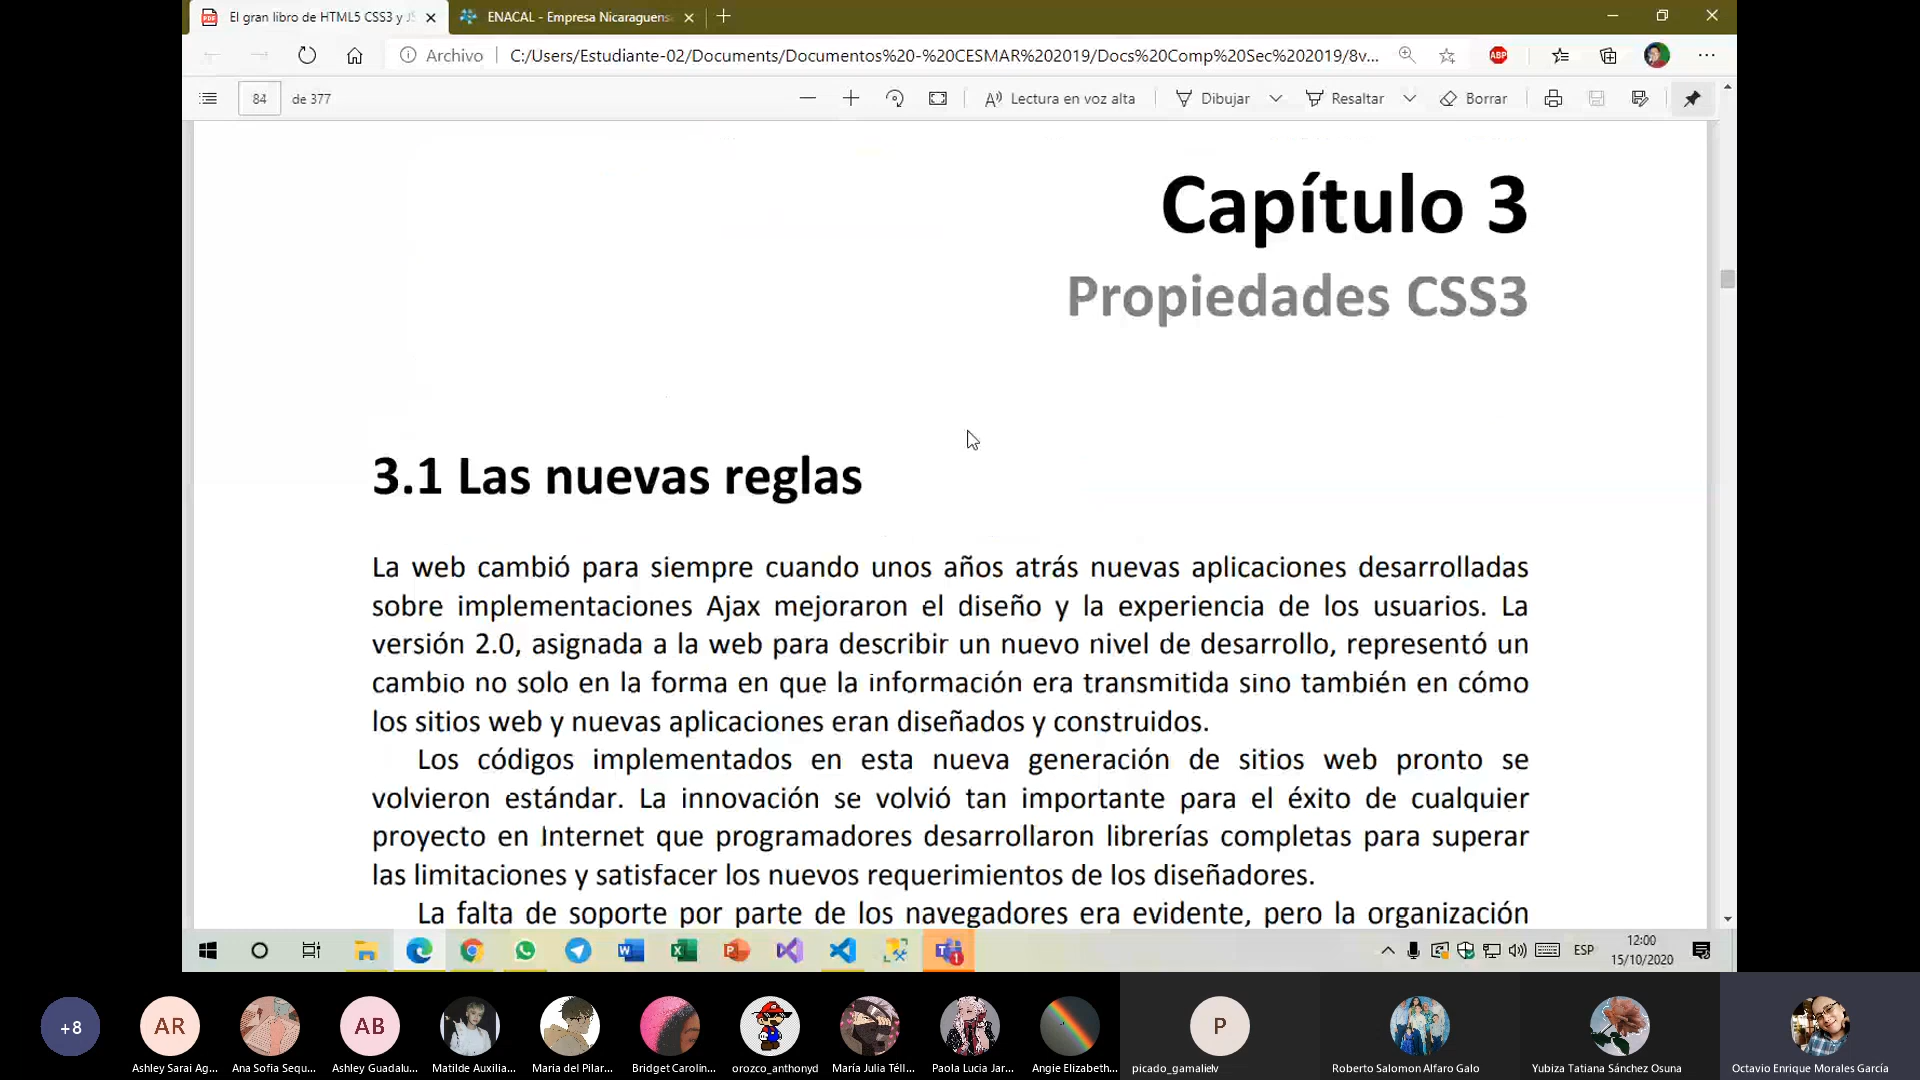 El gran libro de HTML5 CSS3 y JS
ENACAL - Empresa Nicaraguens
Archivo
C:/Users/Estudiante-02/Documents/Documentos%20-%20CESMAR%202019/Docs%20Comp%20Sec%202019/8v...
ABP
84
de 377
Lectura en voz alta
Dibujar
Resaltar
Borrar
Capítulo 3
Propiedades CSS3
3.1 Las nuevas reglas
La web cambió para siempre cuando unos años atrás nuevas aplicaciones desarrolladas
sobre implementaciones Ajax mejoraron el diseño y la experiencia de los usuarios. La
versión 2.0, asignada a la web para describir un nuevo nivel de desarrollo, representó un
cambio no solo en la forma en que la información era transmitida sino también en cómo
los sitios web y nuevas aplicaciones eran diseñados y construidos.
Los códigos implementados en esta nueva generación de sitios web pronto se
volvieron estándar. La innovación se volvió tan importante para el éxito de cualquier
proyecto en Internet que programadores desarrollaron librerías completas para superar
las limitaciones y satisfacer los nuevos requerimientos de los diseñadores.
La falta de soporte por parte de los navegadores era evidente, pero la organización
ESP
12:00
15/10/2020
+8
AR
AB
P
Ashley Sarai Ag...
Ana Sofia Sequ...
Ashley Guadalu...
Matilde Auxilia...
Maria del Pilar...
Bridget Carolin...
orozco_anthonyd
María Julia Téll...
Paola Lucia Jar...
Angie Elizabeth...
picado_gamalielv
Roberto Salomon Alfaro Galo
Yubiza Tatiana Sánchez Osuna
Octavio Enrique Morales García